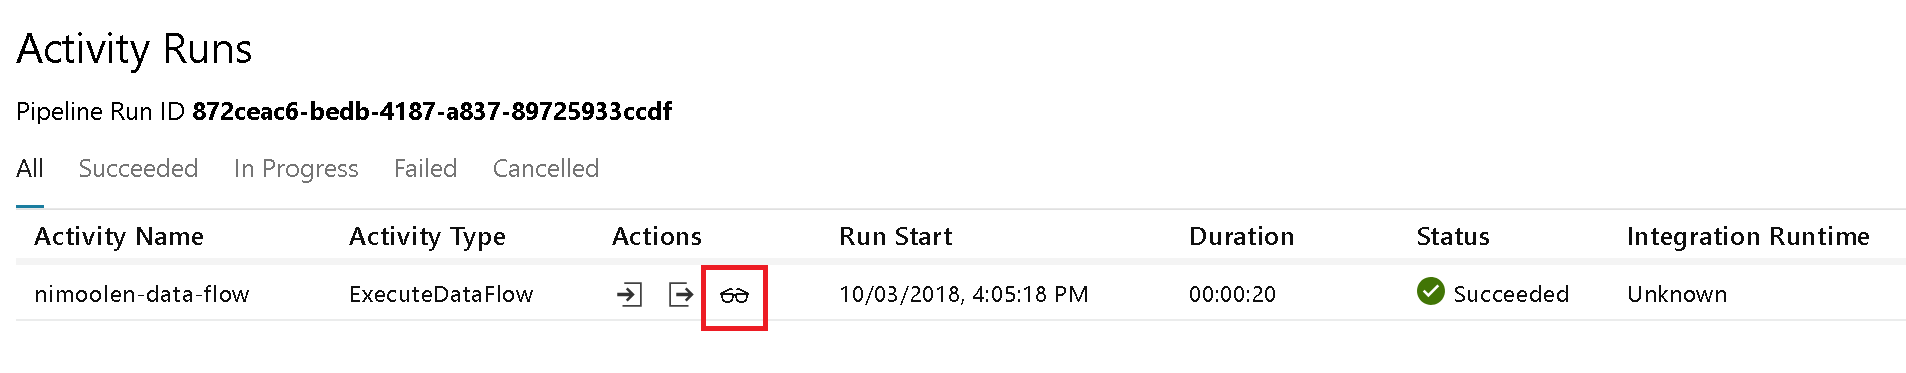 Activity Runs
Pipeline Run ID 872ceac6-bedb-4187-a837-89725933ccdf
All Succeeded In Progress Failed Cancelled
Activity Name Activity Type Actions Run Start Duration Status Integration Runtime
nimoolen-data-flow ExecuteDataFlow 10/03/2018, 4:05:18 PM 00:00:20 Succeeded Unknown